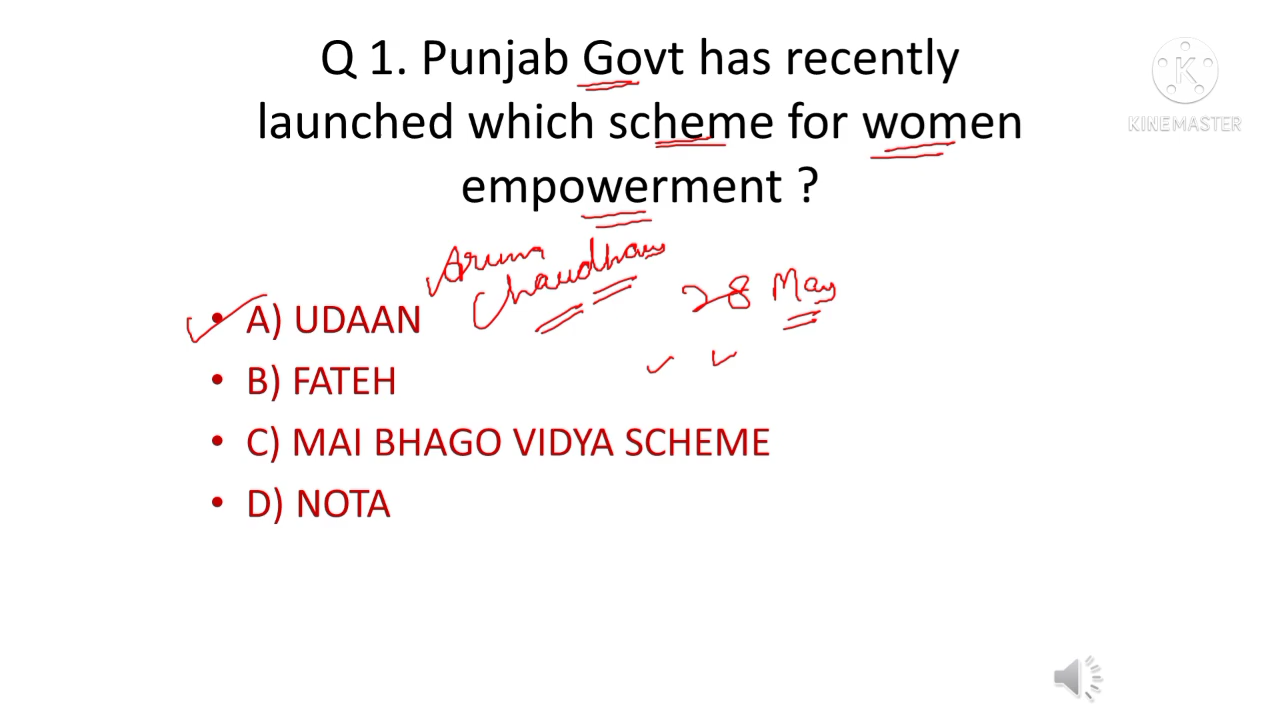 Q 1. Punjab Govt has recently
launched which scheme for women
empowerment ?
KINEMASTER
Aruna
Chaudhary
28 May
• A) UDAAN
• B) FATEH
• C) MAI BHAGO VIDYA SCHEME
• D) NOTA